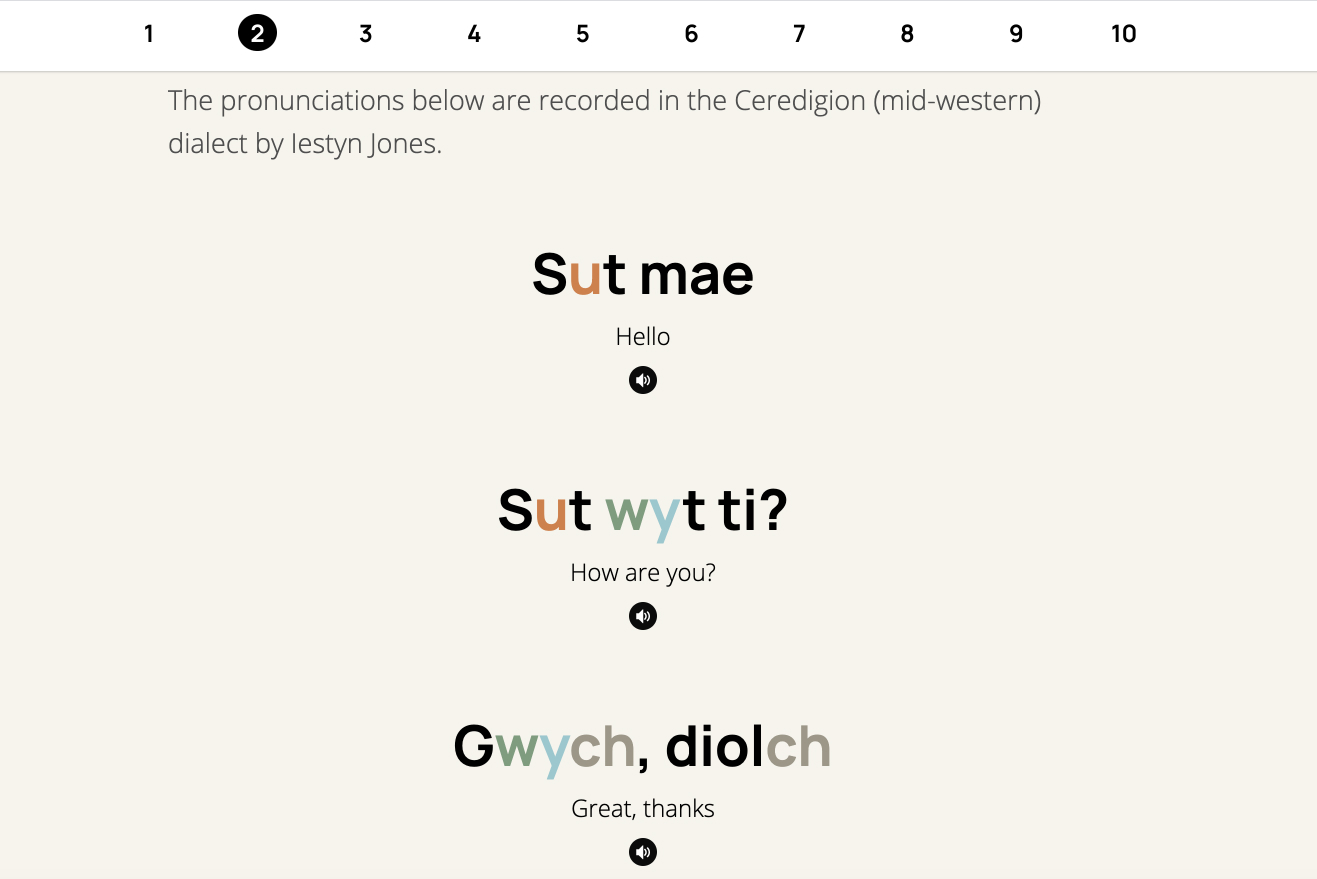 1 2 3 4 5 6 7 8 9 10
The pronunciations below are recorded in the Ceredigion (mid-western)
dialect by Iestyn Jones.
Sut mae
Hello
Sut wyt ti?
How are you?
Gwych, diolch
Great, thanks